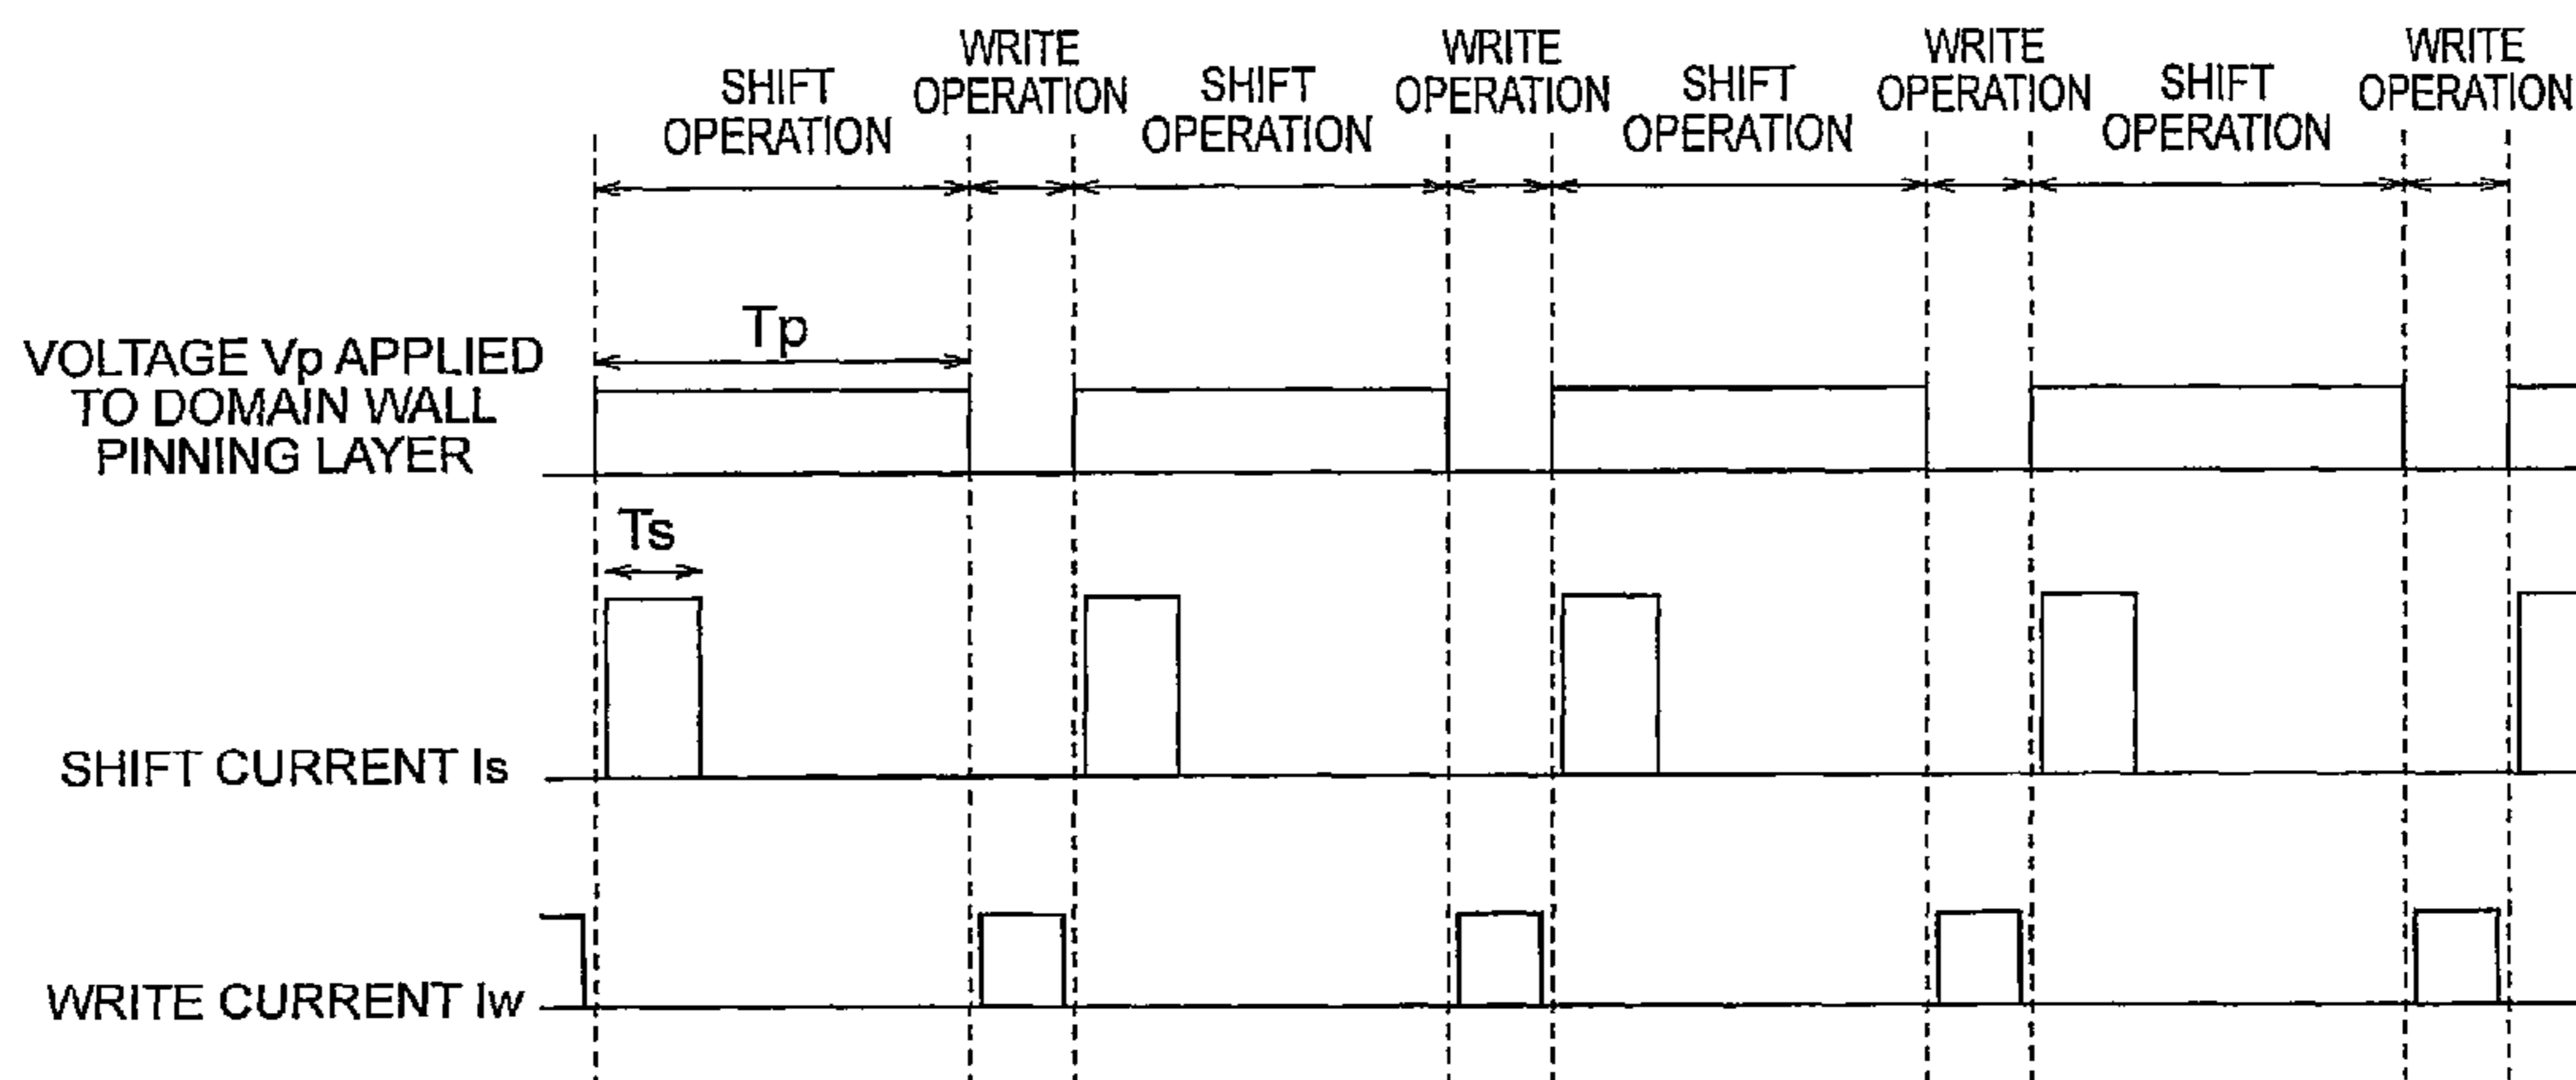 SHIFT
OPERATION
WRITE
OPERATION
SHIFT
OPERATION
WRITE
OPERATION
SHIFT
OPERATION
WRITE
OPERATION
SHIFT
OPERATION
WRITE
OPERATION
Tp
VOLTAGE Vp APPLIED
TO DOMAIN WALL
PINNING LAYER
Ts
SHIFT CURRENT Is
WRITE CURRENT Iw